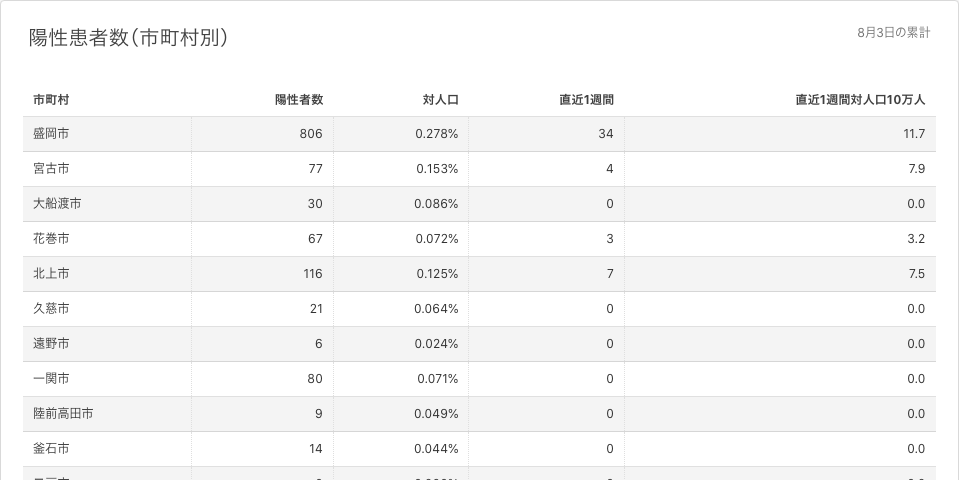 陽性患者数(市町村別)
8月3日の累計
市町村 陽性者数 対人口 直近1週間 直近1週間対人口10万人
盛岡市 806 0.278% 34 11.7
宮古市 77 0.153% 4 7.9
大船渡市 30 0.086% 0 0.0
花巻市 67 0.072% 3 3.2
北上市 116 0.125% 7 7.5
久慈市 21 0.064% 0 0.0
遠野市 6 0.024% 0 0.0
一関市 80 0.071% 0 0.0
陸前高田市 9 0.049% 0 0.0
釜石市 14 0.044% 0 0.0